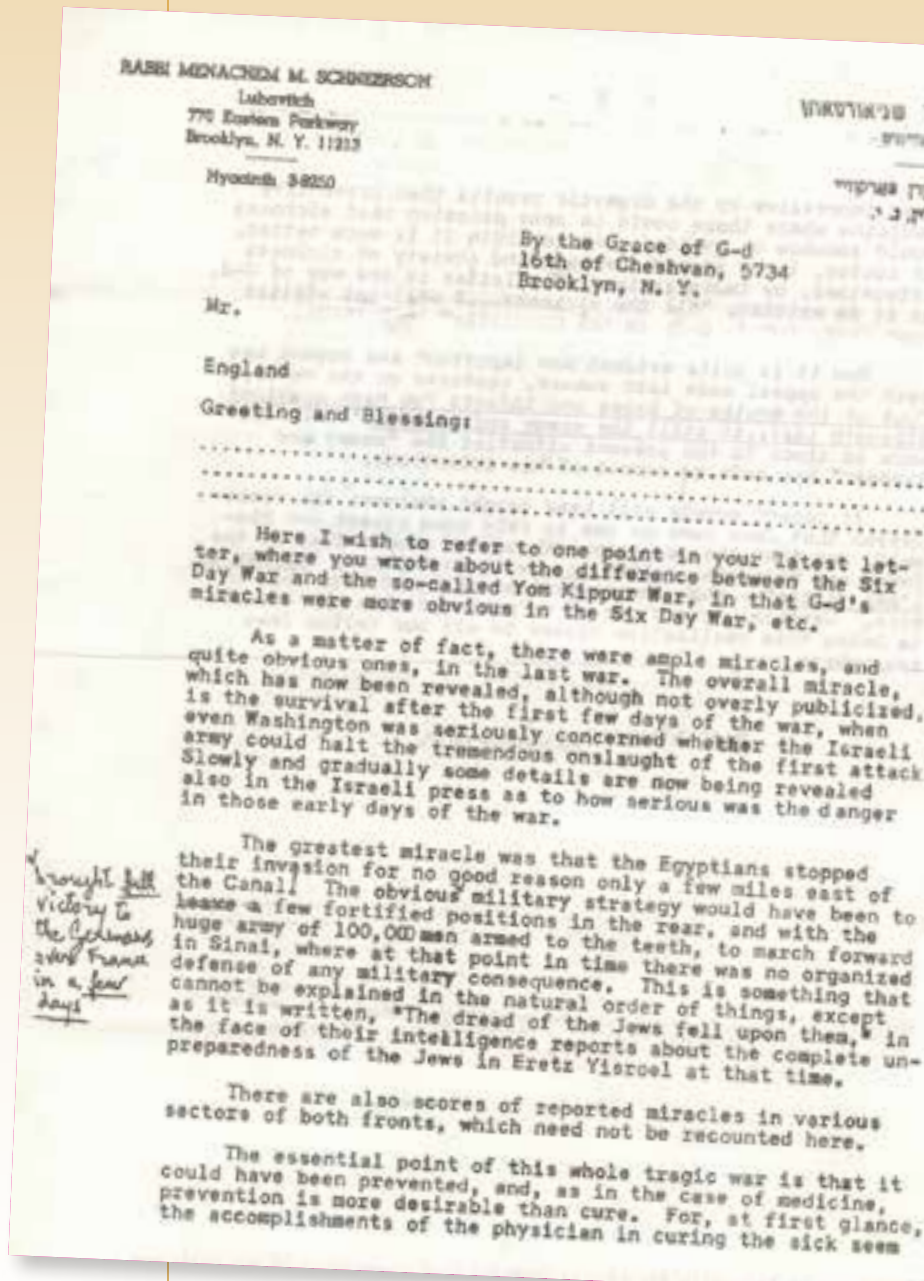 RABBI MENACHEM M. SCHNEERSON
Lubavitch
770 Eastern Parkway
Brooklyn, N. Y. 11213
Hyacinth 3-9250
By the Grace of G-d
16th of Cheshvan, 5734
Brooklyn, N. Y.
Mr.
England
Greeting and Blessing:
Here I wish to refer to one point in your latest let-
ter, where you wrote about the difference between the Six
Day War and the so-called Yom Kippur War, in that G-d's
miracles were more obvious in the Six Day War, etc.
As a matter of fact, there were ample miracles, and
quite obvious ones, in the last war. The overall miracle,
which has now been revealed, although not overly publicized,
is the survival after the first few days of the war, when
even Washington was seriously concerned whether the Israeli
army could halt the tremendous onslaught of the first attack
Slowly and gradually some details are now being revealed
also in the Israeli press as to how serious was the danger
in those early days of the war.
The greatest miracle was that the Egyptians stopped
their invasion for no good reason only a few miles east of
the Canal! The obvious military strategy would have been to
leave a few fortified positions in the rear, and with the
huge army of 100,000 men armed to the teeth, to march forward
in Sinai, where at that point in time there was no organized
defense of any military consequence. This is something that
cannot be explained in the natural order of things, except
as it is written, "The dread of the Jews fell upon them," in
the face of their intelligence reports about the complete un-
preparedness of the Jews in Eretz Yisroel at that time.
brought full
victory to
the Germans
over France
in a few
days
There are also scores of reported miracles in various
sectors of both fronts, which need not be recounted here.
The essential point of this whole tragic war is that it
could have been prevented, and, as in the case of medicine,
prevention is more desirable than cure. For, at first glance,
the accomplishments of the physician in curing the sick seem